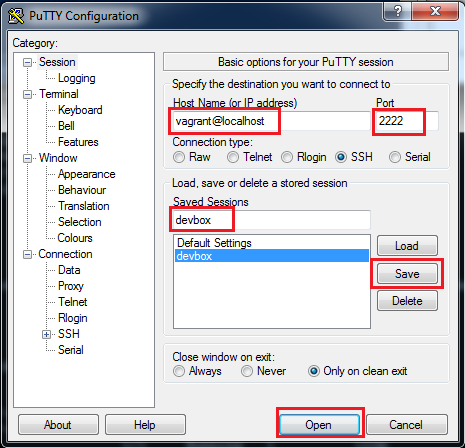 PuTTY Configuration
Category:
Session
Logging
Terminal
Keyboard
Bell
Features
Window
Appearance
Behaviour
Translation
Selection
Colours
Connection
Data
Proxy
Telnet
Rlogin
SSH
Serial
Basic options for your PuTTY session
Specify the destination you want to connect to
Host Name (or IP address) Port
vagrant@localhost 2222
Connection type:
Raw Telnet Rlogin SSH Serial
Load, save or delete a stored session
Saved Sessions
devbox
Default Settings
devbox
Load
Save
Delete
Close window on exit:
Always Never Only on clean exit
About Help Open Cancel